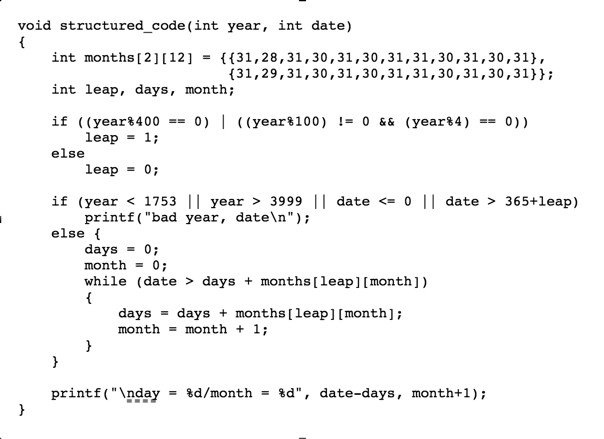 void structured_code(int year, int date)
{
int months[2][12] = {{31,28,31,30,31,30,31,31,30,31,30,31},
{31,29,31,30,31,30,31,31,30,31,30,31}};
int leap, days, month;
if ((year%400 == 0) | ((year%100) != 0 && (year%4) == 0))
leap = 1;
else
leap = 0;
if (year < 1753 || year > 3999 || date <= 0 || date > 365+leap)
printf("bad year, date\n");
else {
days = 0;
month = 0;
while (date > days + months[leap][month])
{
days = days + months[leap][month];
month = month + 1;
}
}
printf("\nday = %d/month = %d", date-days, month+1);
}